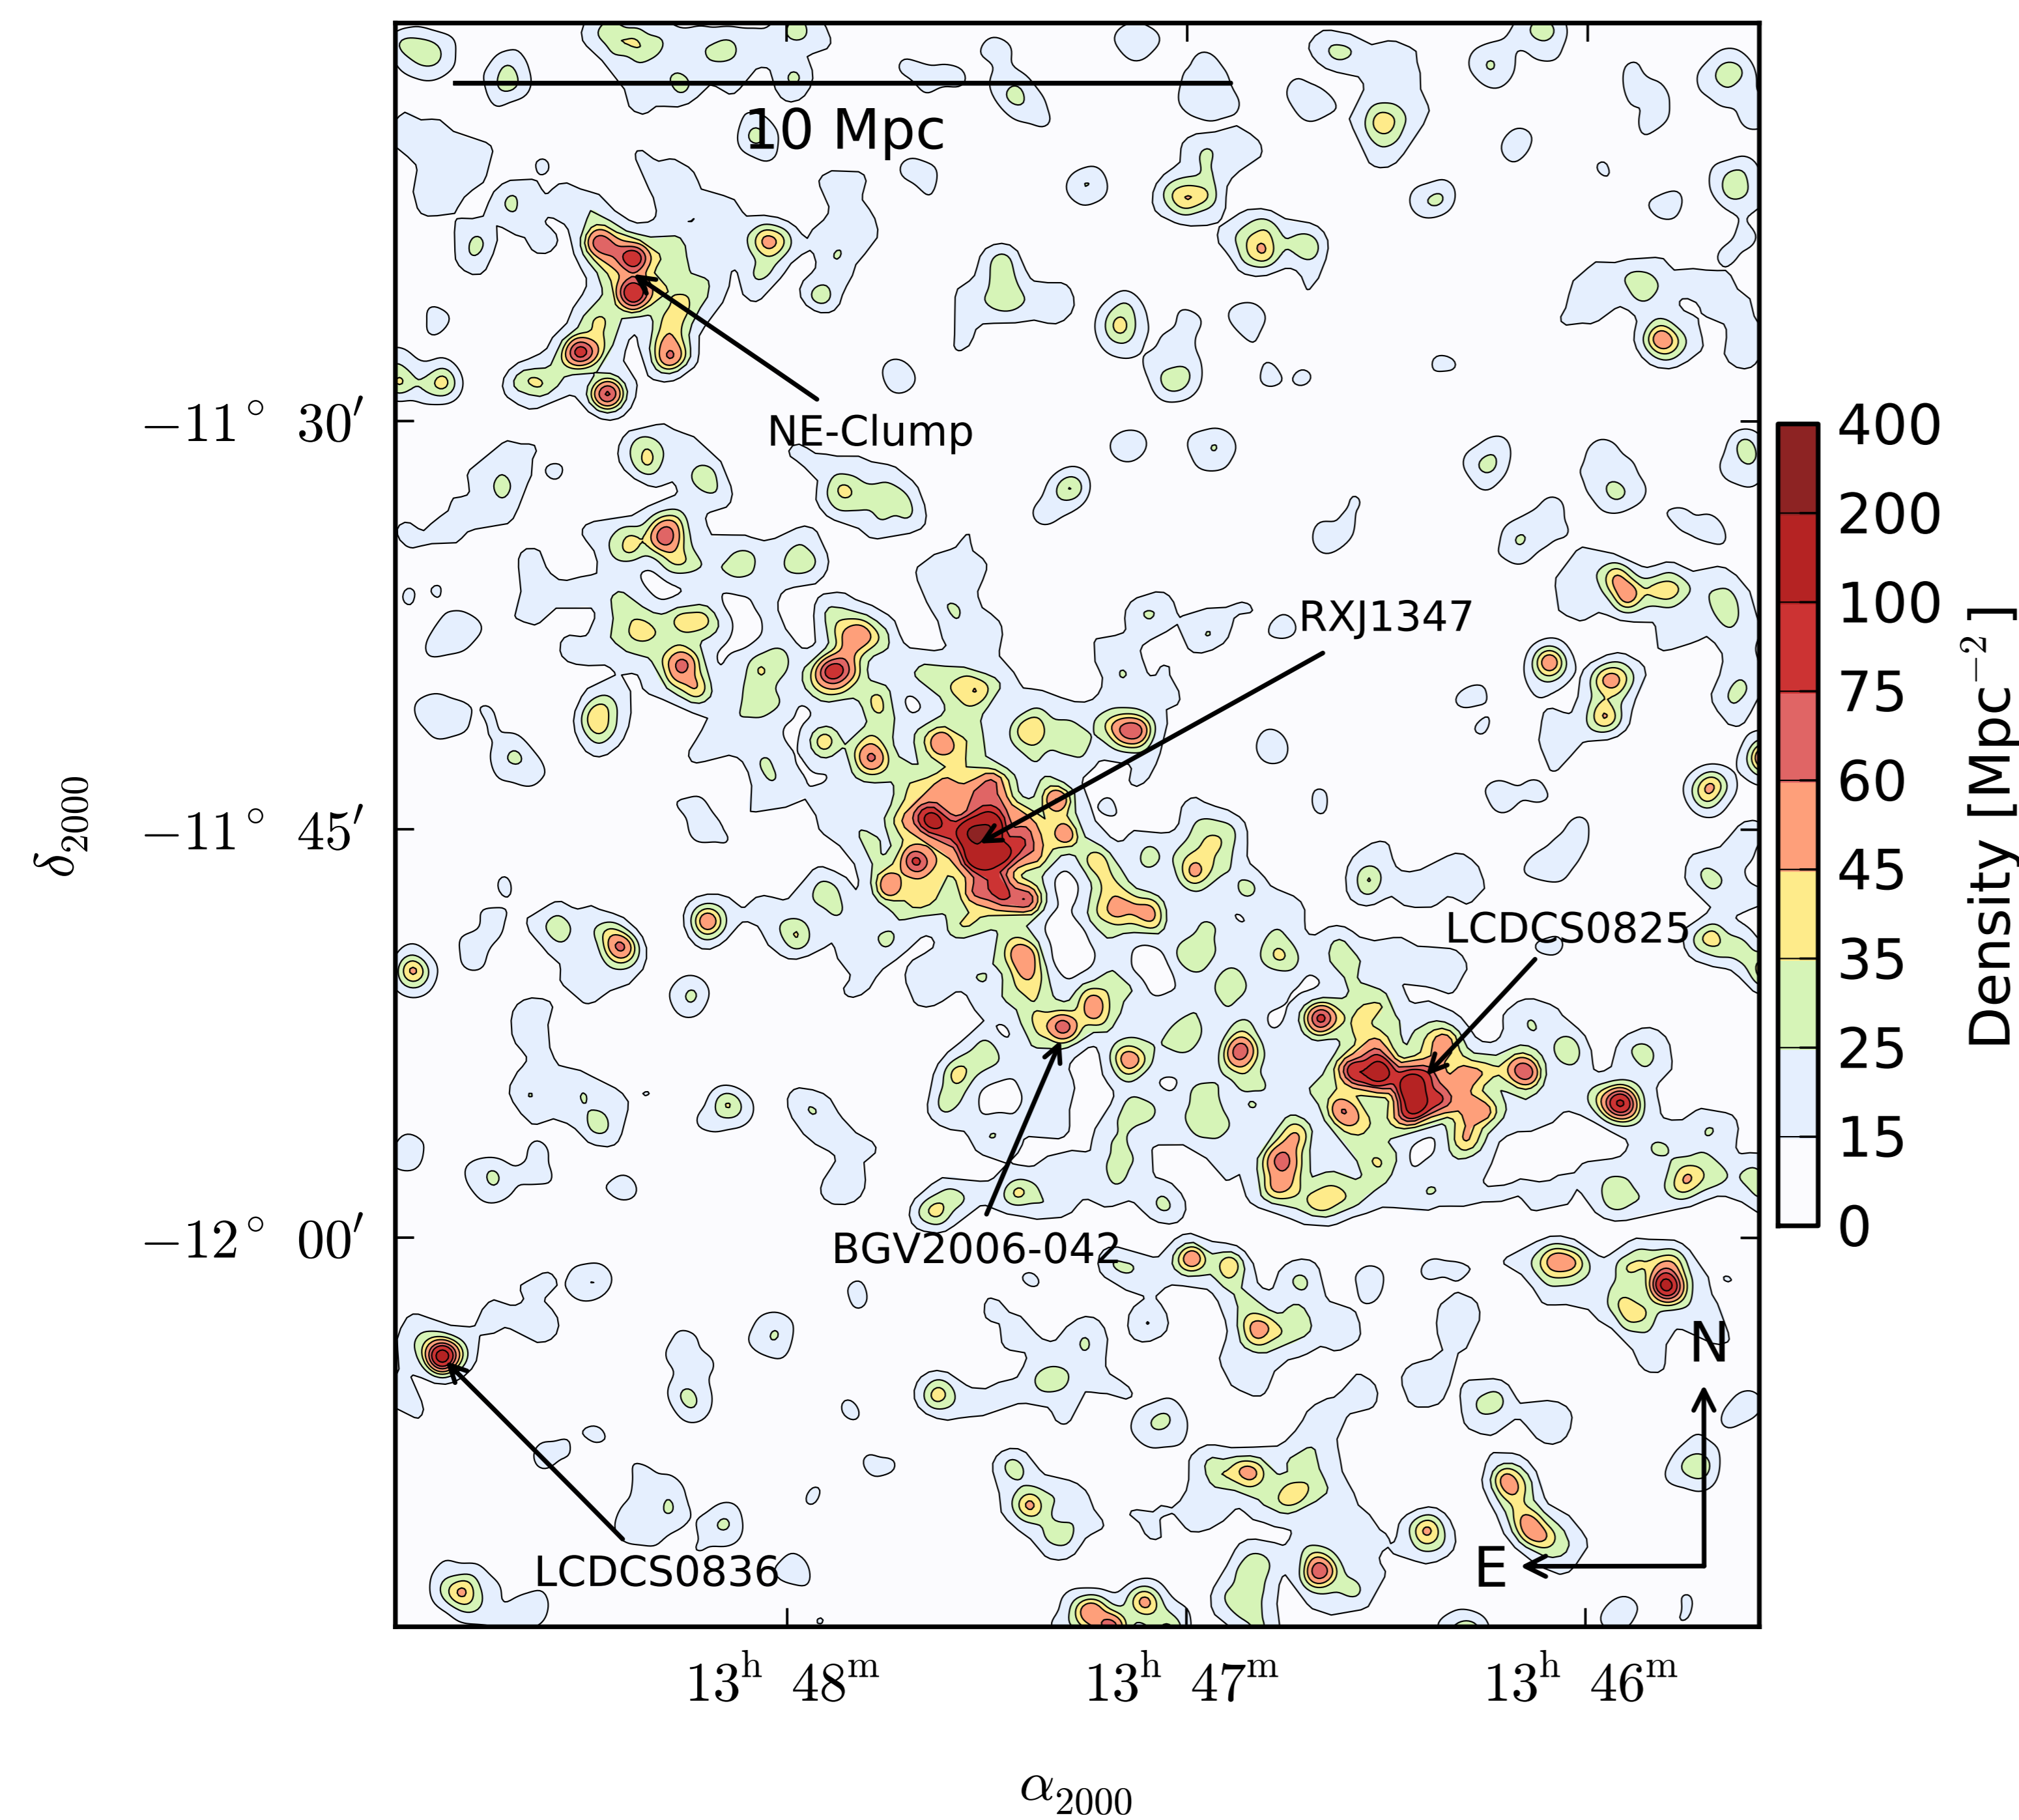 10 Mpc
NE-Clump
RXJ1347
LCDCS0825
BGV2006-042
LCDCS0836
N
E
−11° 30′
−11° 45′
−12° 00′
δ2000
13h 48m
13h 47m
13h 46m
α2000
400
200
100
75
60
45
35
25
15
0
Density [Mpc−2]